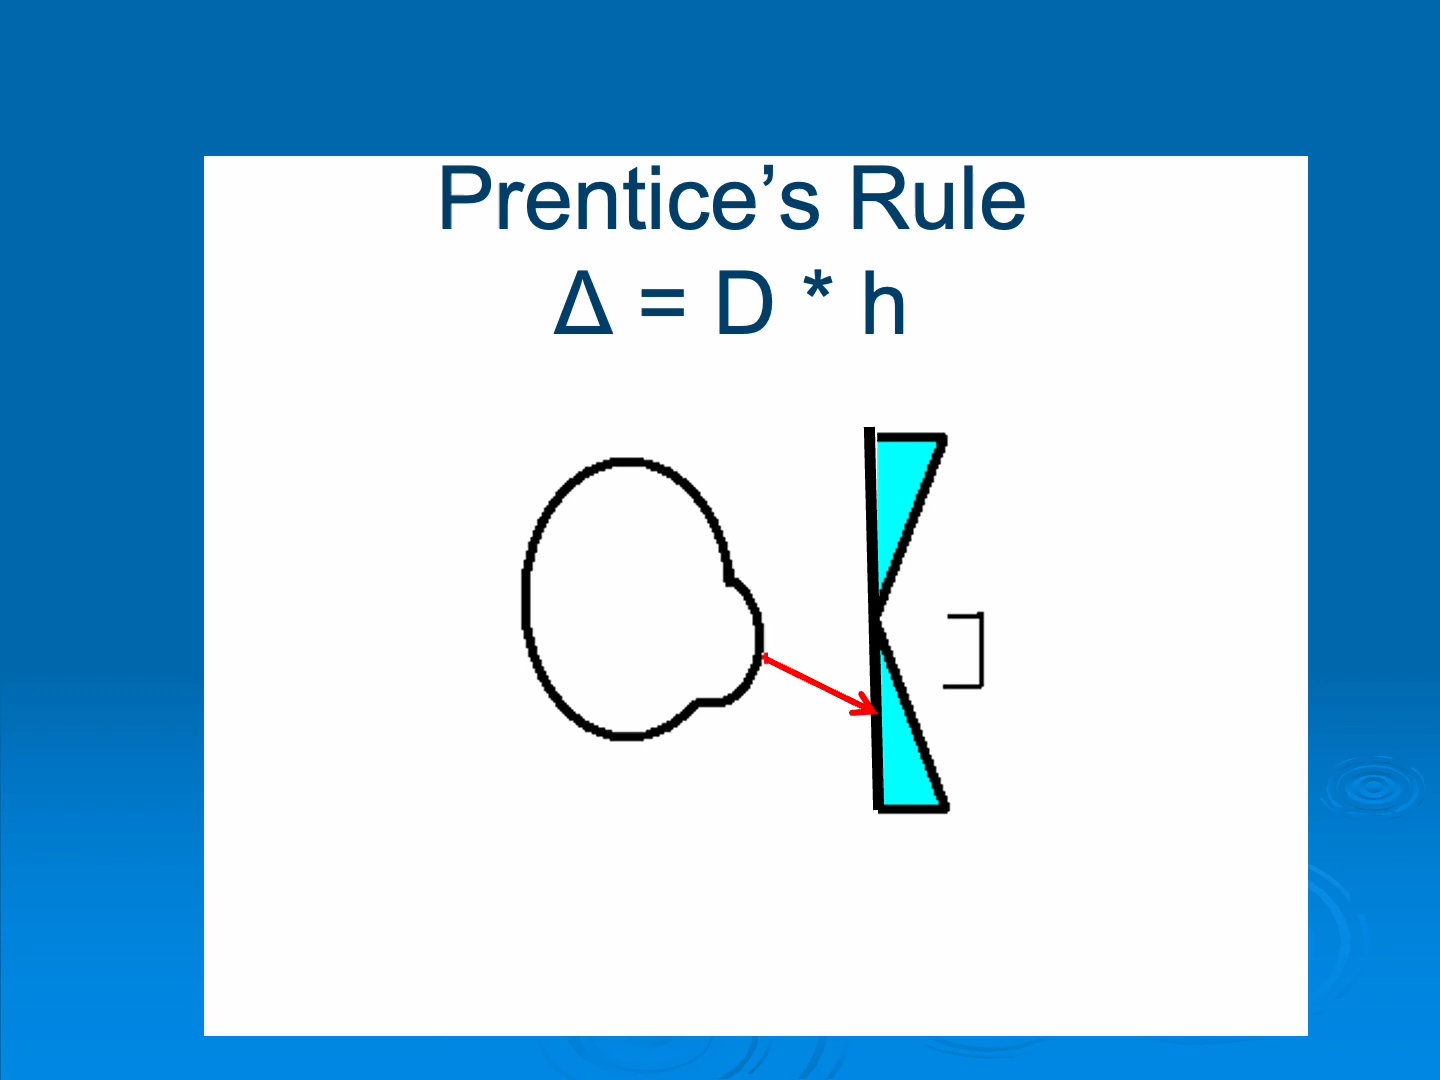 Prentice’s Rule
Δ = D * h